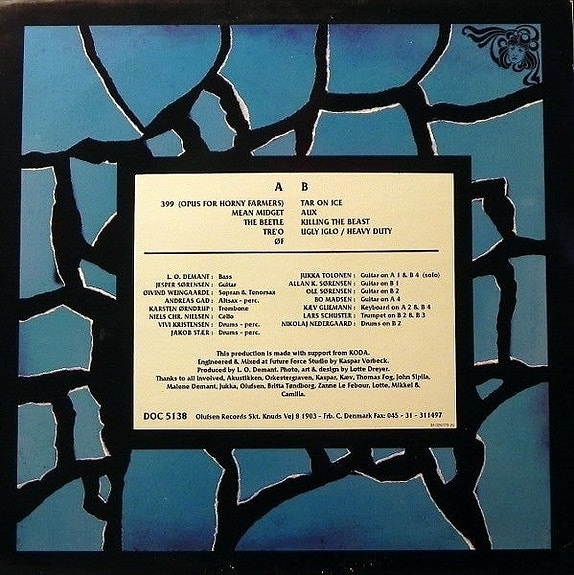 A B
399 (OPUS FOR HORNY FARMERS) TAR ON ICE
MEAN MIDGET AUX
THE BEETLE KILLING THE BEAST
TRE'O UGLY IGLO / HEAVY DUTY
ØF
L. O. DEMANT : Bass JUKKA TOLONEN : Guitar on A 1 & B 4 (solo)
JESPER SØRENSEN : Guitar ALLAN K. SØRENSEN : Guitar on B 1
ØIVIND WEINGAARDE : Sopran & Tenorsax OLE SØRENSEN : Guitar on B 2
ANDREAS GAD : Altsax - perc. BO MADSEN : Guitar on A 4
KARSTEN ØRNDRUP : Trombone KÆV GLIEMANN : Keyboard on A 2 & B 4
NIELS CHR. NIELSEN : Cello LARS SCHUSTER : Trumpet on B 2 & B 3
VIVI KRISTENSEN : Drums - perc. NIKOLAJ NEDERGAARD : Drums on B 2
JAKOB STÆR : Drums - perc.
This production is made with support from KODA.
Engineered & Mixed at Future Force Studio by Kaspar Vorbeck.
Produced by L. O. Demant. Photo, art & design by Lotte Dreyer.
Thanks to all involved, Akustikken, Orkestergraven, Kaspar, Kæv, Thomas Fog, John Sipila,
Malene Demant, Jukka, Olufsen, Britta Tøndborg, Zanne Le Febour, Lotte, Mikkel &
Camilla.
DOC 5138 Olufsen Records Skt. Knuds Vej 8 1903 - Frb. C. Denmark Fax: 045 - 31 - 311497